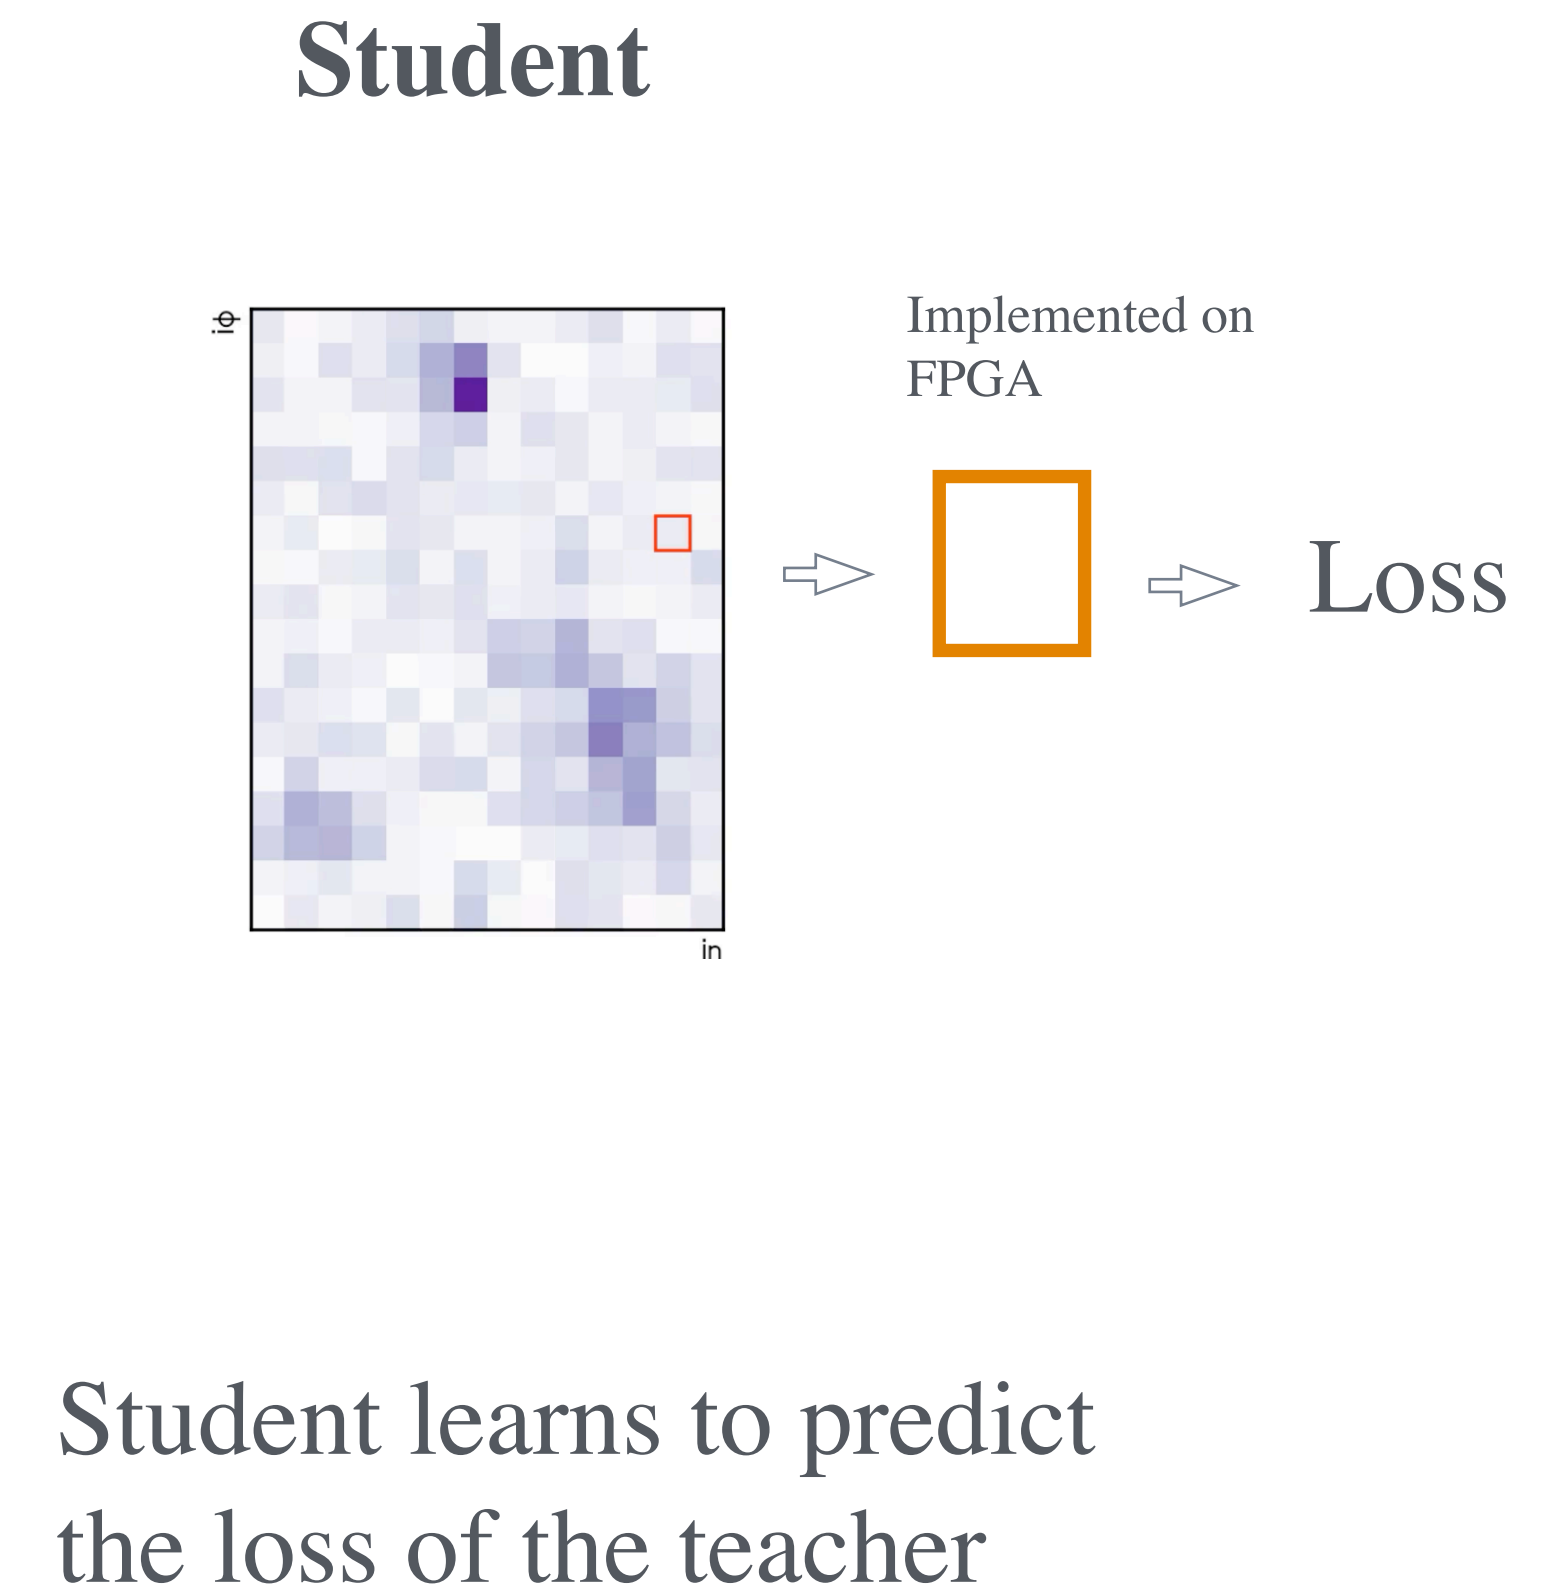 Student
iφ
Implemented on
FPGA
Loss
in
Student learns to predict
the loss of the teacher